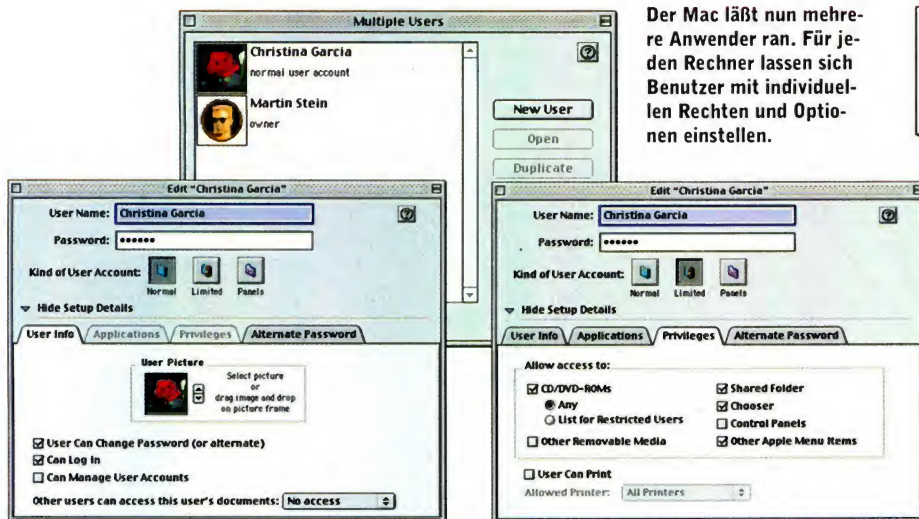 Multiple Users
Christina Garcia
normal user account
Martin Stein
owner
New User
Open
Duplicate
Der Mac läßt nun mehre-
re Anwender ran. Für je-
den Rechner lassen sich
Benutzer mit individuel-
len Rechten und Optio-
nen einstellen.
Edit "Christina Garcia"
User Name: Christina Garcia
Password: ••••••
Kind of User Account:
Normal Limited Panels
Hide Setup Details
User Info Applications Privileges Alternate Password
User Picture
Select picture
or
drag image and drop
on picture frame
User Can Change Password (or alternate)
Can Log In
Can Manage User Accounts
Other users can access this user's documents: No access
Edit "Christina Garcia"
User Name: Christina Garcia
Password: ••••••
Kind of User Account:
Normal Limited Panels
Hide Setup Details
User Info Applications Privileges Alternate Password
Allow access to:
CD/DVD-ROMs
Any
List for Restricted Users
Other Removable Media
Shared Folder
Chooser
Control Panels
Other Apple Menu Items
User Can Print
Allowed Printer: All Printers